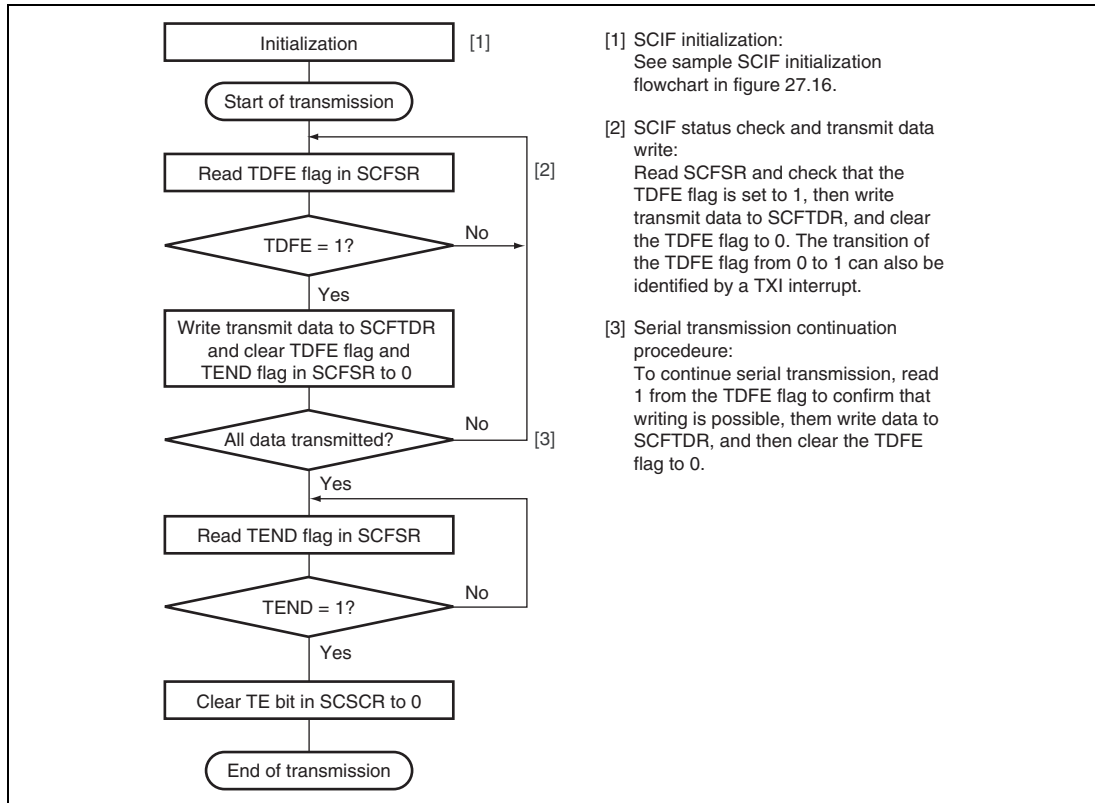 Initialization
[1]
Start of transmission
Read TDFE flag in SCFSR
[2]
TDFE = 1?
No
Yes
Write transmit data to SCFTDR
and clear TDFE flag and
TEND flag in SCFSR to 0
All data transmitted?
No
[3]
Yes
Read TEND flag in SCFSR
TEND = 1?
No
Yes
Clear TE bit in SCSCR to 0
End of transmission
[1] SCIF initialization:
See sample SCIF initialization
flowchart in figure 27.16.
[2] SCIF status check and transmit data
write:
Read SCFSR and check that the
TDFE flag is set to 1, then write
transmit data to SCFTDR, and clear
the TDFE flag to 0. The transition of
the TDFE flag from 0 to 1 can also be
identified by a TXI interrupt.
[3] Serial transmission continuation
procedeure:
To continue serial transmission, read
1 from the TDFE flag to confirm that
writing is possible, them write data to
SCFTDR, and then clear the TDFE
flag to 0.